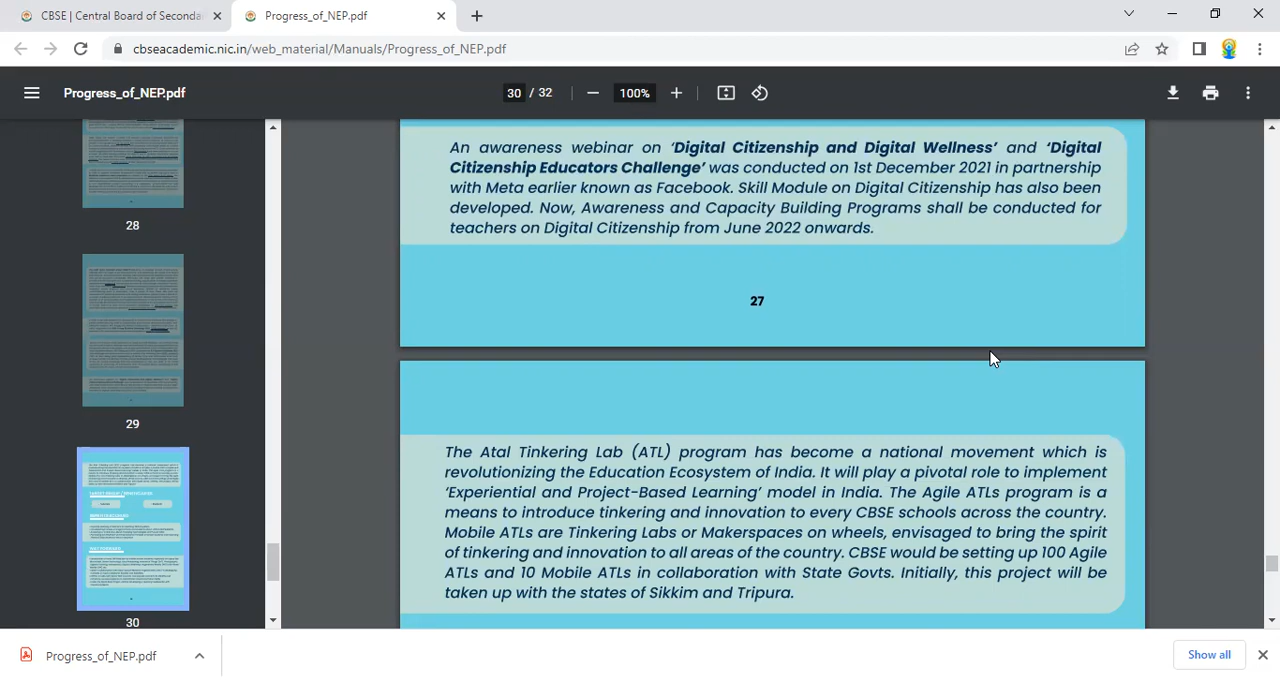 CBSE | Central Board of Seconda
Progress_of_NEP.pdf
cbseacademic.nic.in/web_material/Manuals/Progress_of_NEP.pdf
Progress_of_NEP.pdf
30 / 32
100%
28
29
30
An awareness webinar on ‘Digital Citizenship and Digital Wellness’ and ‘Digital
Citizenship Educators Challenge’ was conducted on 1st December 2021 in partnership
with Meta earlier known as Facebook. Skill Module on Digital Citizenship has also been
developed. Now, Awareness and Capacity Building Programs shall be conducted for
teachers on Digital Citizenship from June 2022 onwards.
27
The Atal Tinkering Lab (ATL) program has become a national movement which is
revolutionizing the Education Ecosystem of India. It will play a pivotal role to implement
‘Experiential and Project-Based Learning’ model in India. The Agile ATLs program is a
means to introduce tinkering and innovation to every CBSE schools across the country.
Mobile ATLs are Tinkering Labs or Makerspaces on wheels, envisaged to bring the spirit
of tinkering and innovation to all areas of the country. CBSE would be setting up 100 Agile
ATLs and 10 Mobile ATLs in collaboration with State Govts. Initially, this project will be
taken up with the states of Sikkim and Tripura.
Progress_of_NEP.pdf
Show all